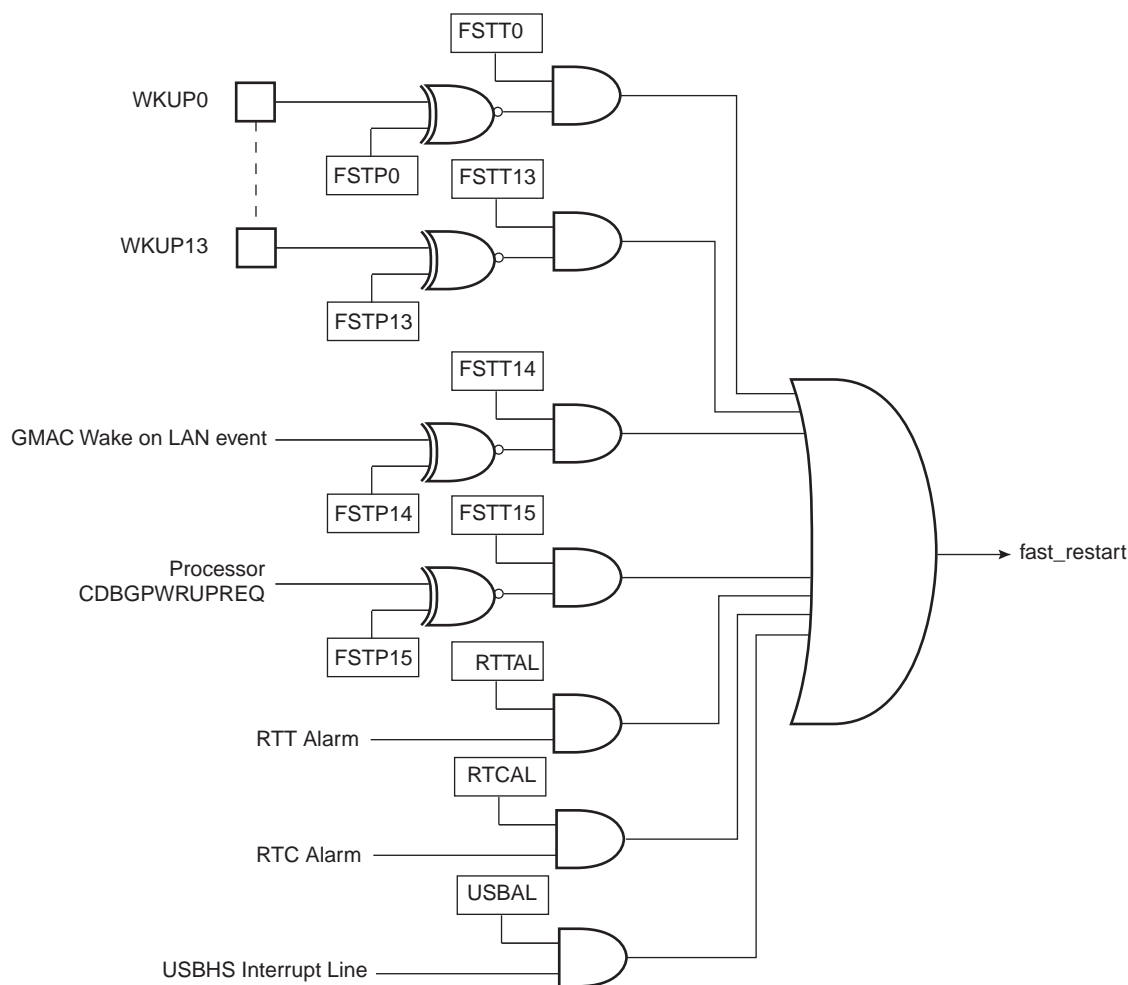 FSTT0
WKUP0
FSTP0
FSTT13
WKUP13
FSTP13
FSTT14
GMAC Wake on LAN event
FSTP14
FSTT15
fast_restart
Processor
CDBGPWRUPREQ
FSTP15
RTTAL
RTT Alarm
RTCAL
RTC Alarm
USBAL
USBHS Interrupt Line